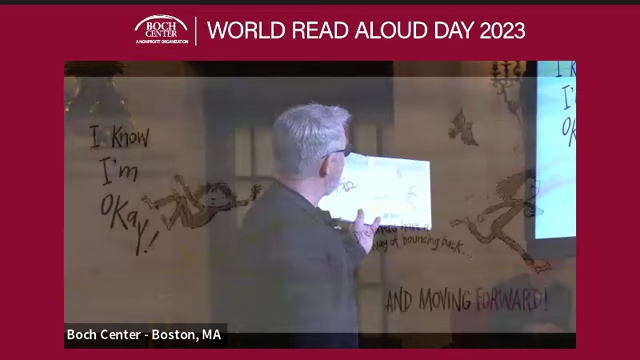 BOCH
CENTER
A NONPROFIT ORGANIZATION
WORLD READ ALOUD DAY 2023
I KNOW
I'm
OKay!
way of bouncing back...
AND MOVING FORWARD!
Boch Center - Boston, MA